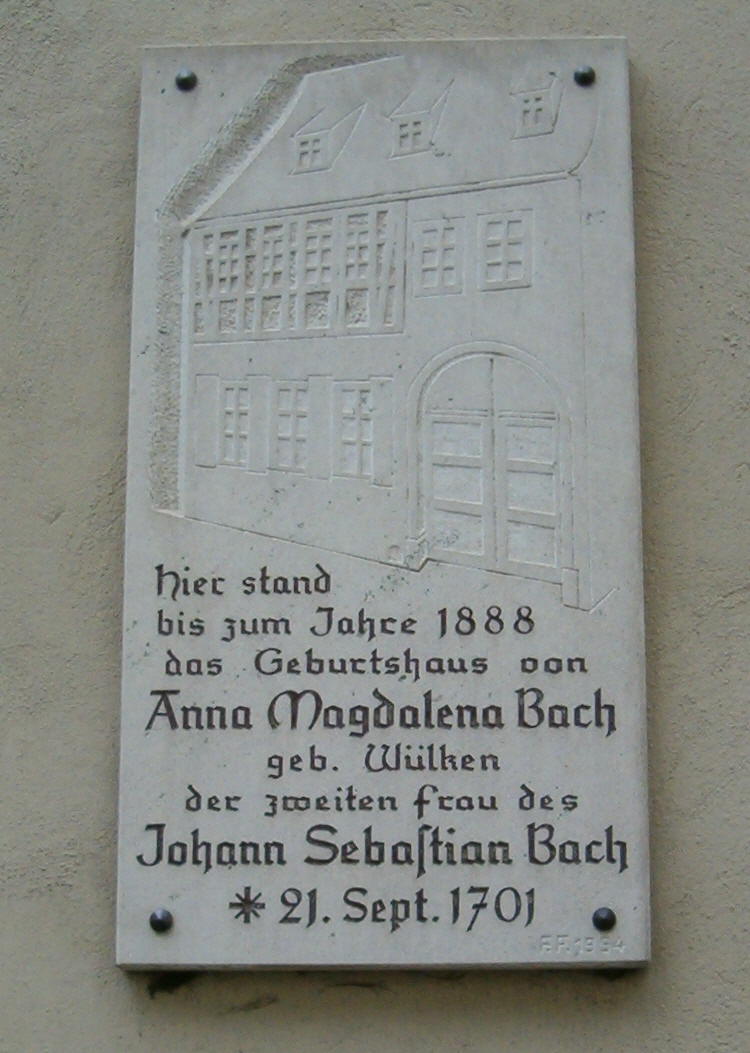 hier stand
bis zum Jahre 1888
das Geburtshaus von
Anna Magdalena Bach
geb. Wülken
der zweiten Frau des
Johann Sebaſtian Bach
* 21. Sept. 1701
F.F. 1994